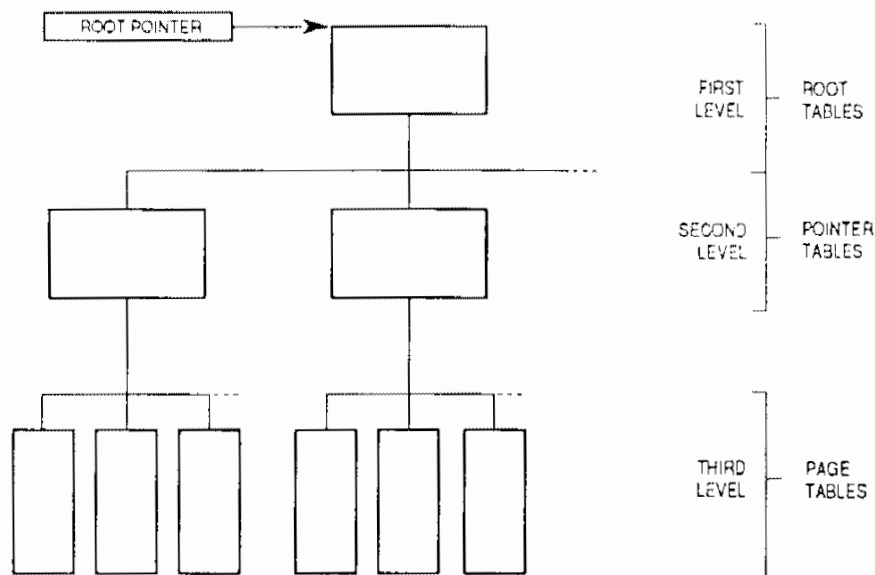 ROOT POINTER
FIRST
LEVEL
ROOT
TABLES
SECOND
LEVEL
POINTER
TABLES
THIRD
LEVEL
PAGE
TABLES